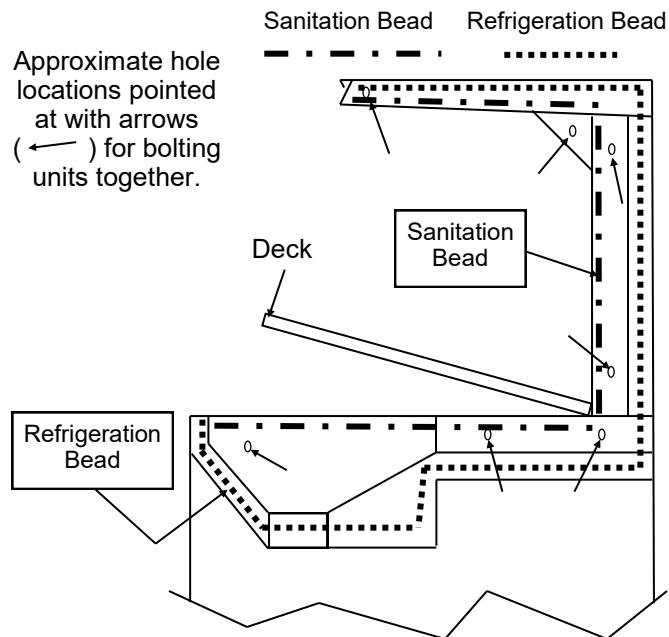 Sanitation Bead
Refrigeration Bead
Approximate hole
locations pointed
at with arrows
( ) for bolting
units together.
Sanitation
Bead
Deck
Refrigeration
Bead